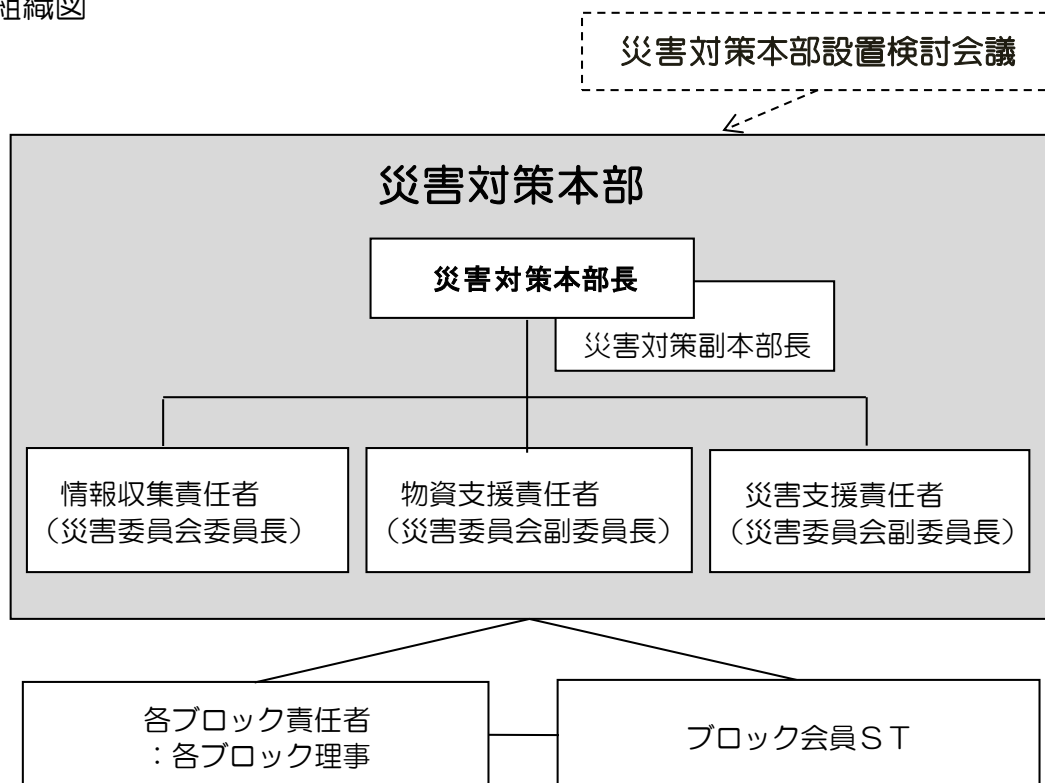 組織図
災害対策本部設置検討会議
災害対策本部
災害対策本部長
災害対策副本部長
情報収集責任者
（災害委員会委員長）
物資支援責任者
（災害委員会副委員長）
災害支援責任者
（災害委員会副委員長）
各ブロック責任者
：各ブロック理事
ブロック会員ＳＴ